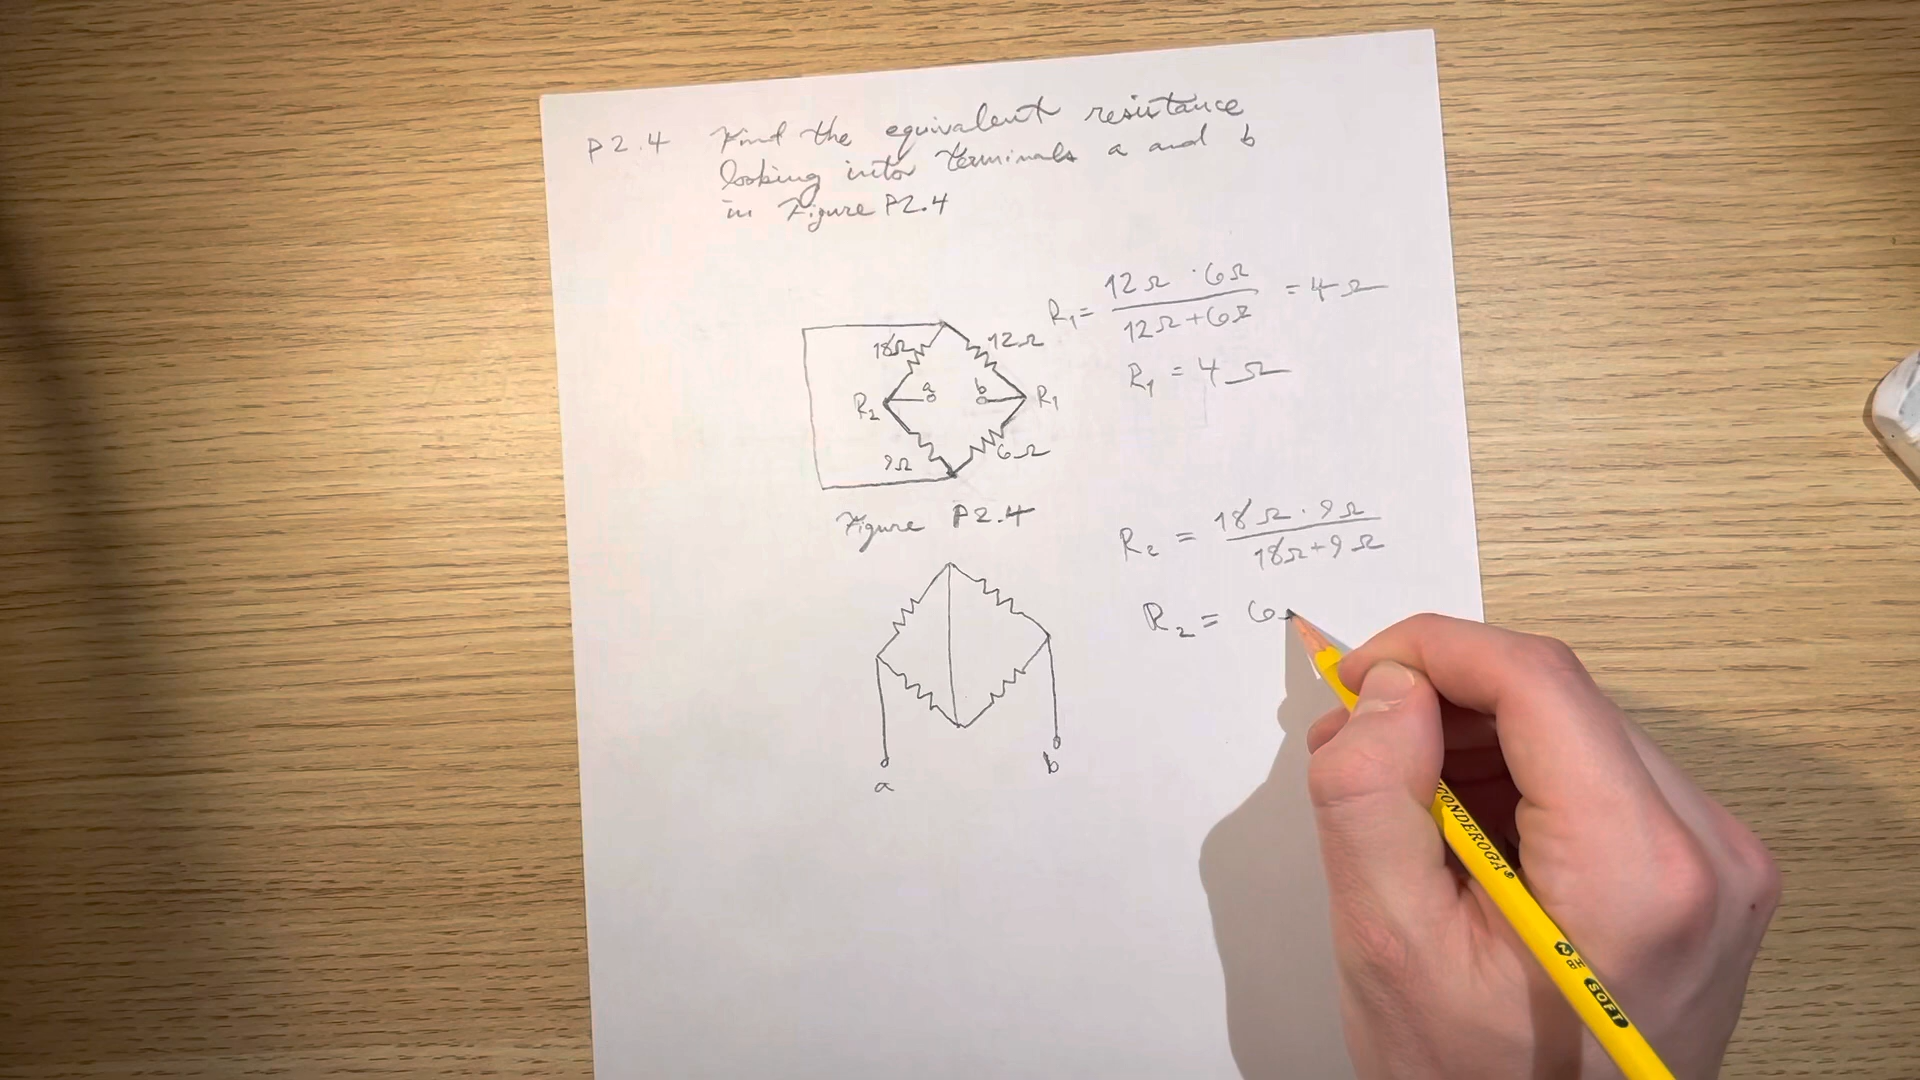 P2.4 Find the equivalent resistance
looking into terminals a and b
in Figure P2.4
R₁ = 12Ω · 6Ω / 12Ω + 6Ω = 4Ω
R₁ = 4Ω
18Ω 12Ω
R₂ a b R₁
9Ω 6Ω
Figure P2.4
R₂ = 18Ω · 9Ω / 18Ω + 9Ω
R₂ = 6
a b
CONDEROGA®
2
HB
SOFT